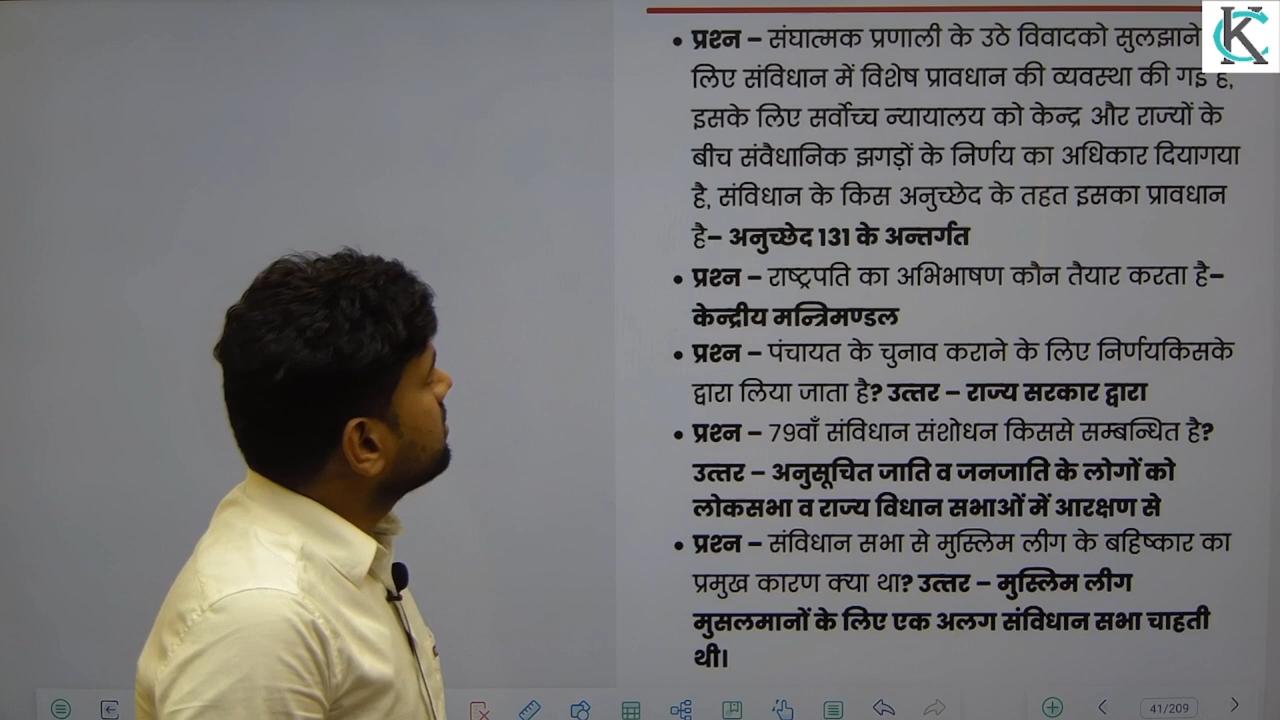 प्रश्न – संघात्मक प्रणाली के उठे विवादको सुलझाने
लिए संविधान में विशेष प्रावधान की व्यवस्था की गई है,
इसके लिए सर्वोच्च न्यायालय को केन्द्र और राज्यों के
बीच संवैधानिक झगड़ों के निर्णय का अधिकार दियागया
है, संविधान के किस अनुच्छेद के तहत इसका प्रावधान
है– अनुच्छेद 131 के अन्तर्गत
प्रश्न – राष्ट्रपति का अभिभाषण कौन तैयार करता है–
केन्द्रीय मन्त्रिमण्डल
प्रश्न – पंचायत के चुनाव कराने के लिए निर्णयकिसके
द्वारा लिया जाता है? उत्तर – राज्य सरकार द्वारा
प्रश्न – 79वाँ संविधान संशोधन किससे सम्बन्धित है?
उत्तर – अनुसूचित जाति व जनजाति के लोगों को
लोकसभा व राज्य विधान सभाओं में आरक्षण से
प्रश्न – संविधान सभा से मुस्लिम लीग के बहिष्कार का
प्रमुख कारण क्या था? उत्तर – मुस्लिम लीग
मुसलमानों के लिए एक अलग संविधान सभा चाहती
थी।
41/209
KC